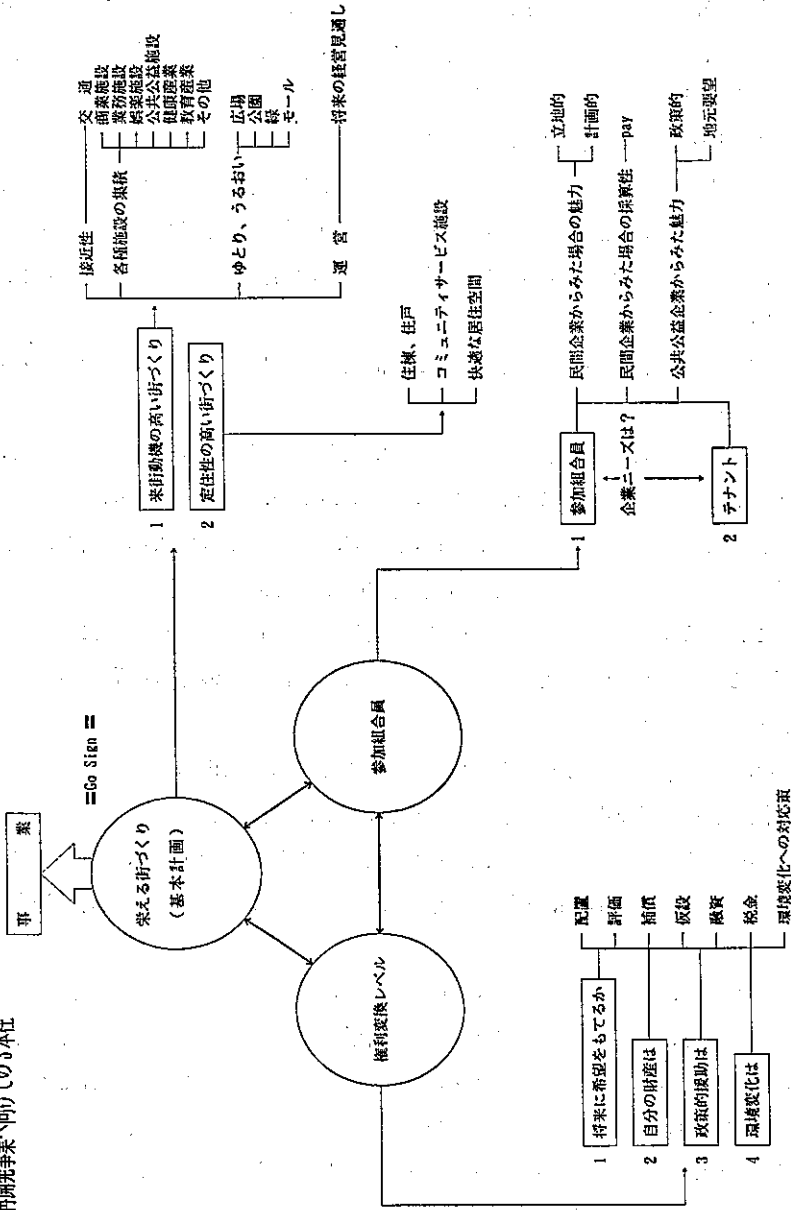 再開発事業へ向けての
事業
=Go Sign=
栄える街づくり
(基本計画)
権利変換レベル
参加組合員
1 来街動機の高い街づくり
2 定住性の高い街づくり
接近性
交通
各種施設の集積
商業施設
業務施設
娯楽施設
公共公益施設
健康産業
教育産業
その他
ゆとり、うるおい
広場
公園
緑
モール
運営
将来の経営見通し
住棟、住戸
コミュニティサービス施設
快適な居住空間
1 参加組合員
企業ニーズは?
2 テナント
民間企業からみた場合の魅力
立地的
計画的
民間企業からみた場合の採算性
pay
公共公益企業からみた魅力
政策的
地元要望
1 将来に希望をもてるか
2 自分の財産は
3 政策的援助は
4 環境変化は
配置
評価
補償
仮設
融資
税金
環境変化への対応策